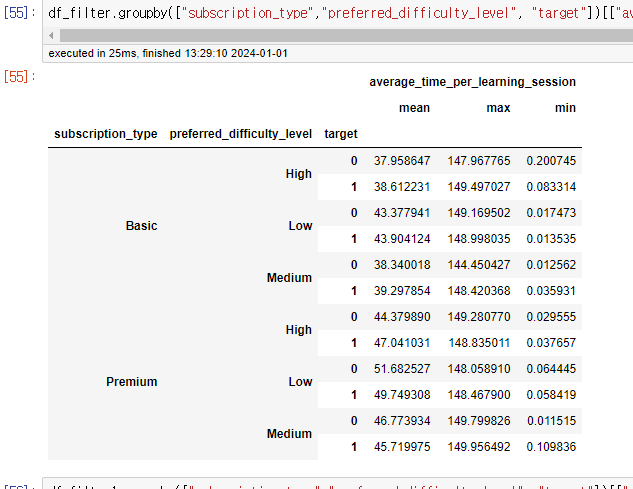 [55]: df_filter.groupby(["subscription_type","preferred_difficulty_level", "target"])[["av
executed in 25ms, finished 13:29:10 2024-01-01
[55]:
average_time_per_learning_session
mean max min
subscription_type preferred_difficulty_level target
Basic High 0 37.958647 147.967765 0.200745
1 38.612231 149.497027 0.083314
Low 0 43.377941 149.169502 0.017473
1 43.904124 148.998035 0.013535
Medium 0 38.340018 144.450427 0.012562
1 39.297854 148.420368 0.035931
Premium High 0 44.379890 149.280770 0.029555
1 47.041031 148.835011 0.037657
Low 0 51.682527 148.058910 0.064445
1 49.749308 148.467900 0.058419
Medium 0 46.773934 149.799826 0.011515
1 45.719975 149.956492 0.109836